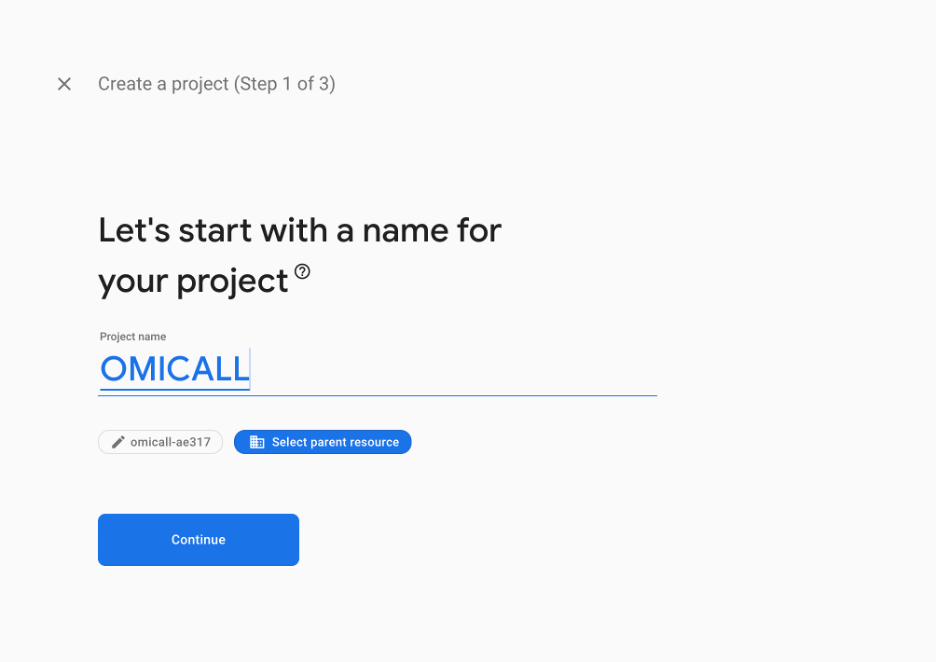 Create a project (Step 1 of 3)
Let's start with a name for
your project
Project name
OMICALL
omicall-ae317
Select parent resource
Continue